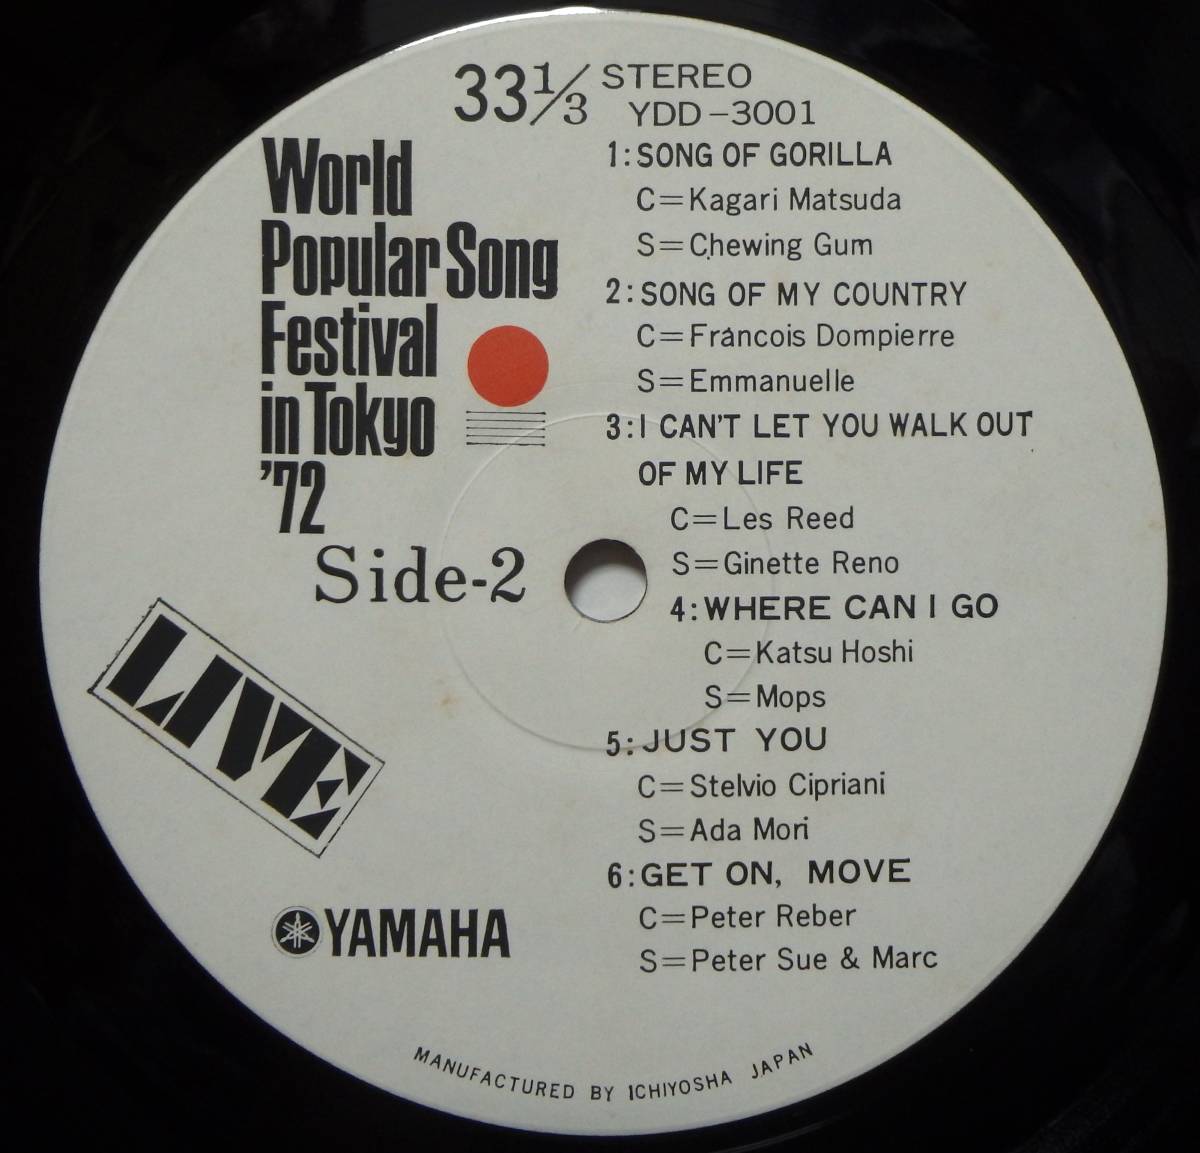 33 1/3 STEREO
YDD-3001
World
Popular Song
Festival
in Tokyo
'72
Side-2
LIVE
YAMAHA
1:SONG OF GORILLA
C=Kagari Matsuda
S=Chewing Gum
2:SONG OF MY COUNTRY
C=Francois Dompierre
S=Emmanuelle
3:I CAN'T LET YOU WALK OUT
OF MY LIFE
C=Les Reed
S=Ginette Reno
4:WHERE CAN I GO
C=Katsu Hoshi
S=Mops
5:JUST YOU
C=Stelvio Cipriani
S=Ada Mori
6:GET ON, MOVE
C=Peter Reber
S=Peter Sue & Marc
MANUFACTURED BY ICHIYOSHA JAPAN